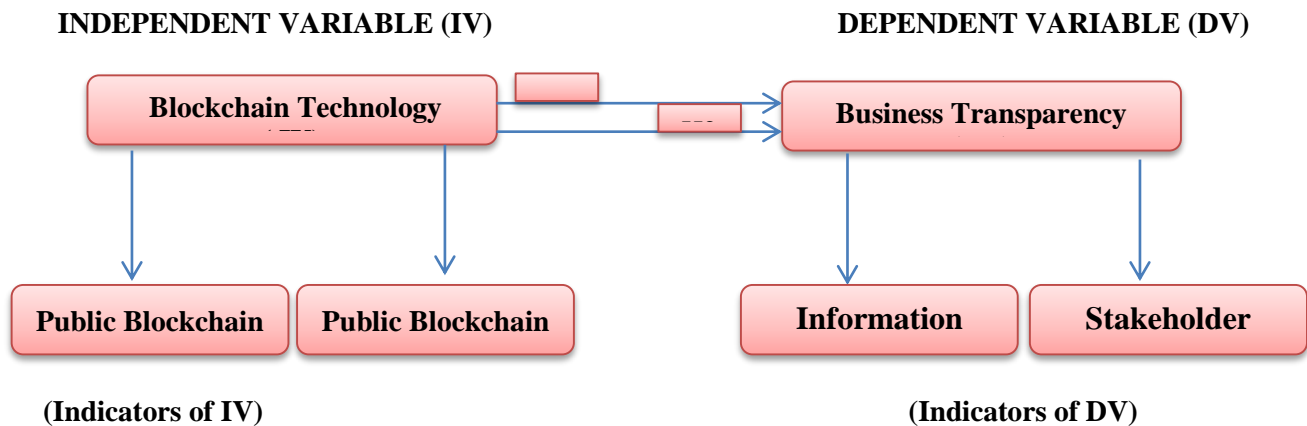 INDEPENDENT VARIABLE (IV)
DEPENDENT VARIABLE (DV)
Blockchain Technology
Business Transparency
Public Blockchain
Public Blockchain
Information
Stakeholder
(Indicators of IV)
(Indicators of DV)